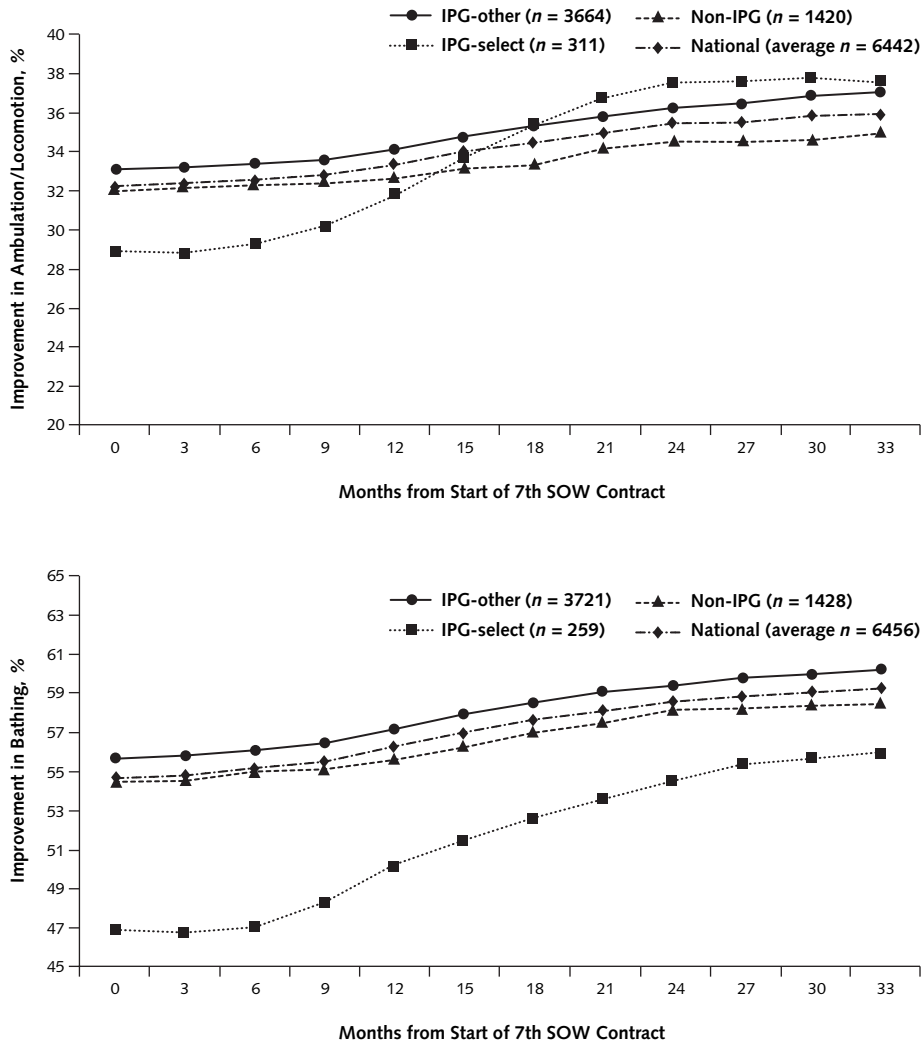 IPG-other (n = 3664)
Non-IPG (n = 1420)
IPG-select (n = 311)
National (average n = 6442)
Improvement in Ambulation/Locomotion, %
40
38
36
34
32
30
28
26
24
22
20
0 3 6 9 12 15 18 21 24 27 30 33
Months from Start of 7th SOW Contract
IPG-other (n = 3721)
Non-IPG (n = 1428)
IPG-select (n = 259)
National (average n = 6456)
Improvement in Bathing, %
65
63
61
59
57
55
53
51
49
47
45
0 3 6 9 12 15 18 21 24 27 30 33
Months from Start of 7th SOW Contract